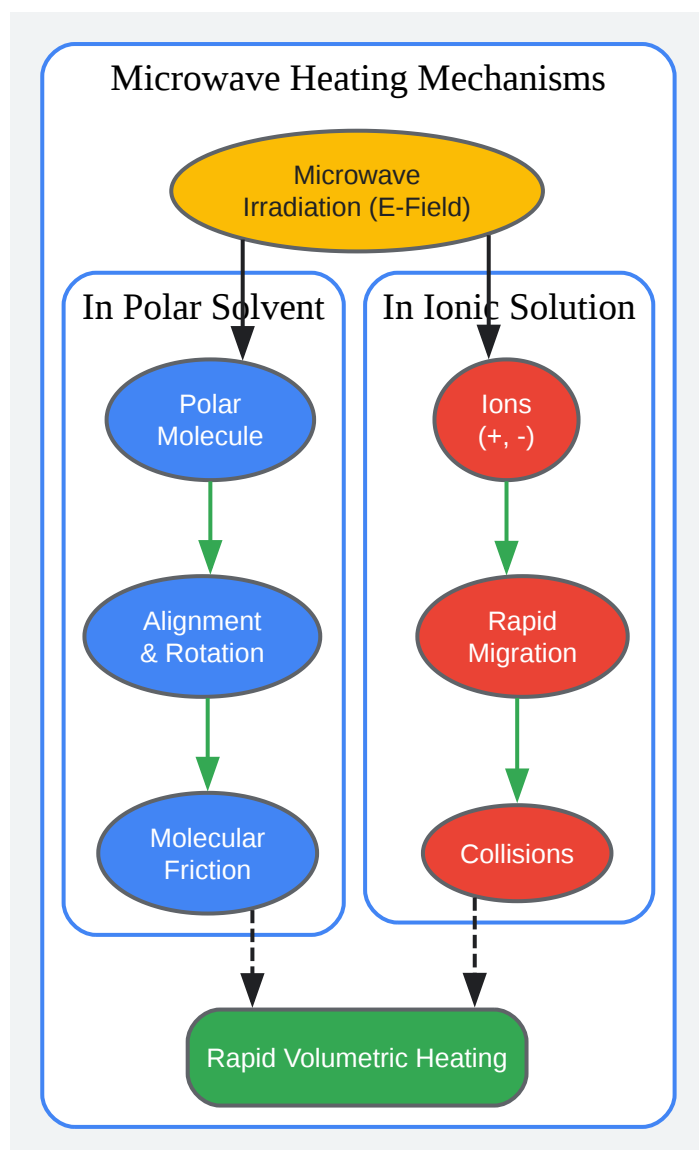 Microwave Heating Mechanisms
Microwave
Irradiation (E-Field)
In Polar Solvent
Polar
Molecule
Alignment
& Rotation
Molecular
Friction
In Ionic Solution
Ions
(+, -)
Rapid
Migration
Collisions
Rapid Volumetric Heating